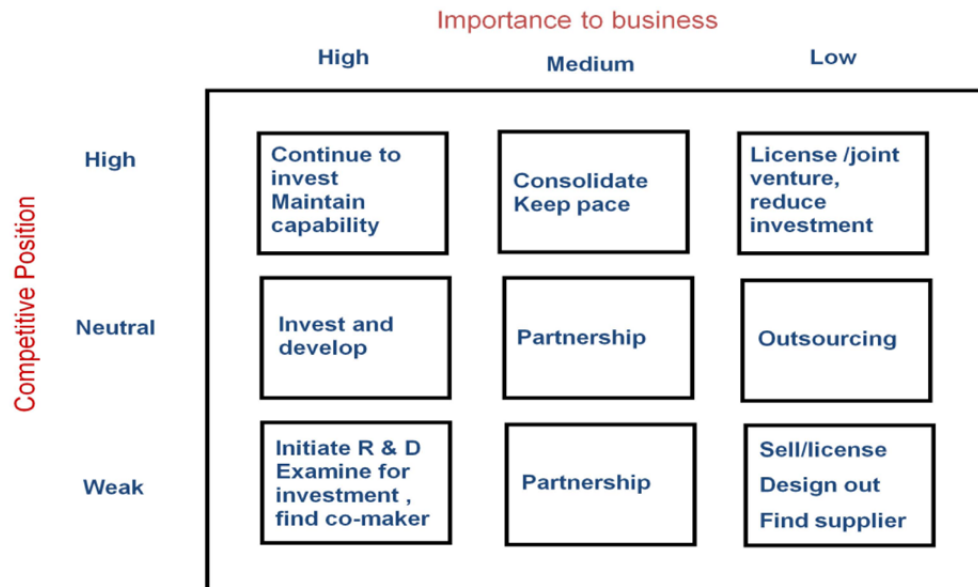 Importance to business
High
Medium
Low
Competitive Position
High
Continue to
invest
Maintain
capability
Consolidate
Keep pace
License /joint
venture,
reduce
investment
Neutral
Invest and
develop
Partnership
Outsourcing
Weak
Initiate R & D
Examine for
investment ,
find co-maker
Partnership
Sell/license
Design out
Find supplier